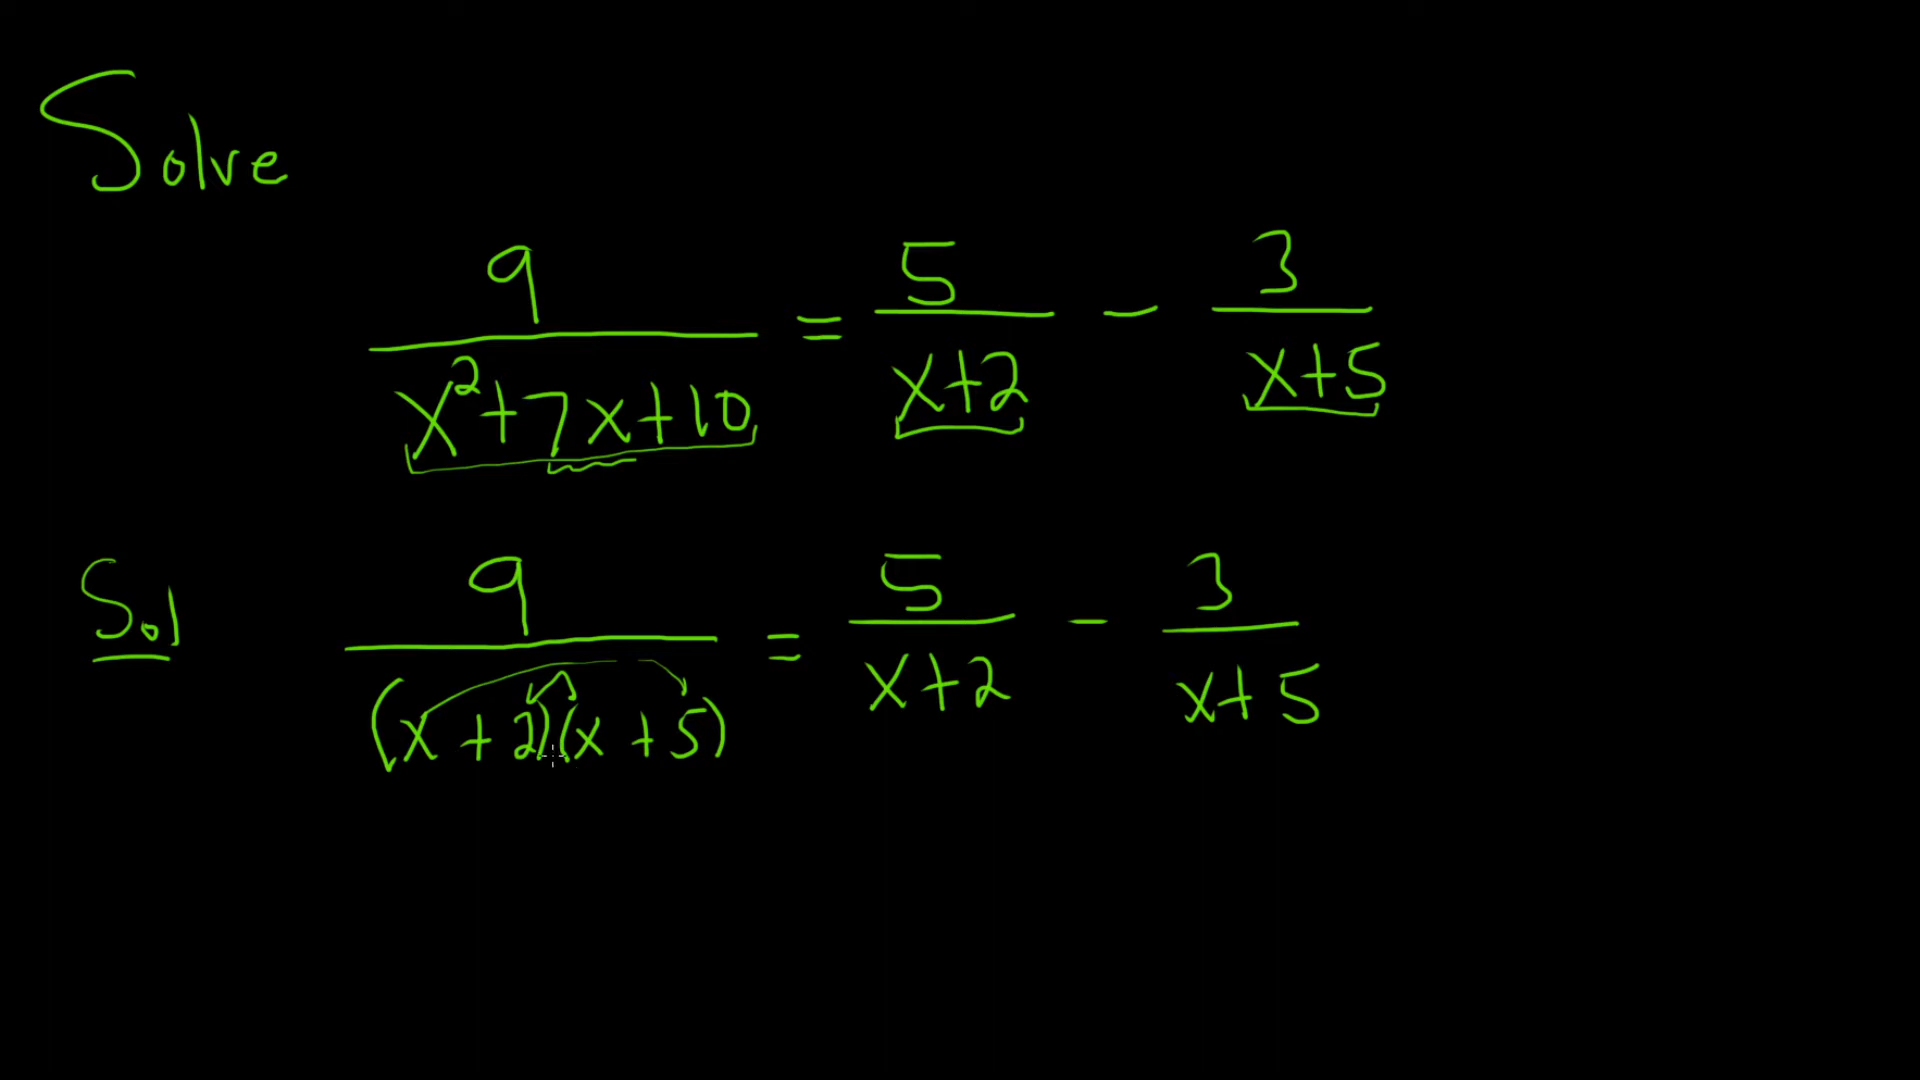 Solve
9/(x²+7x+10) = 5/(x+2) - 3/(x+5)
Sol 9/((x+2)(x+5)) = 5/(x+2) - 3/(x+5)